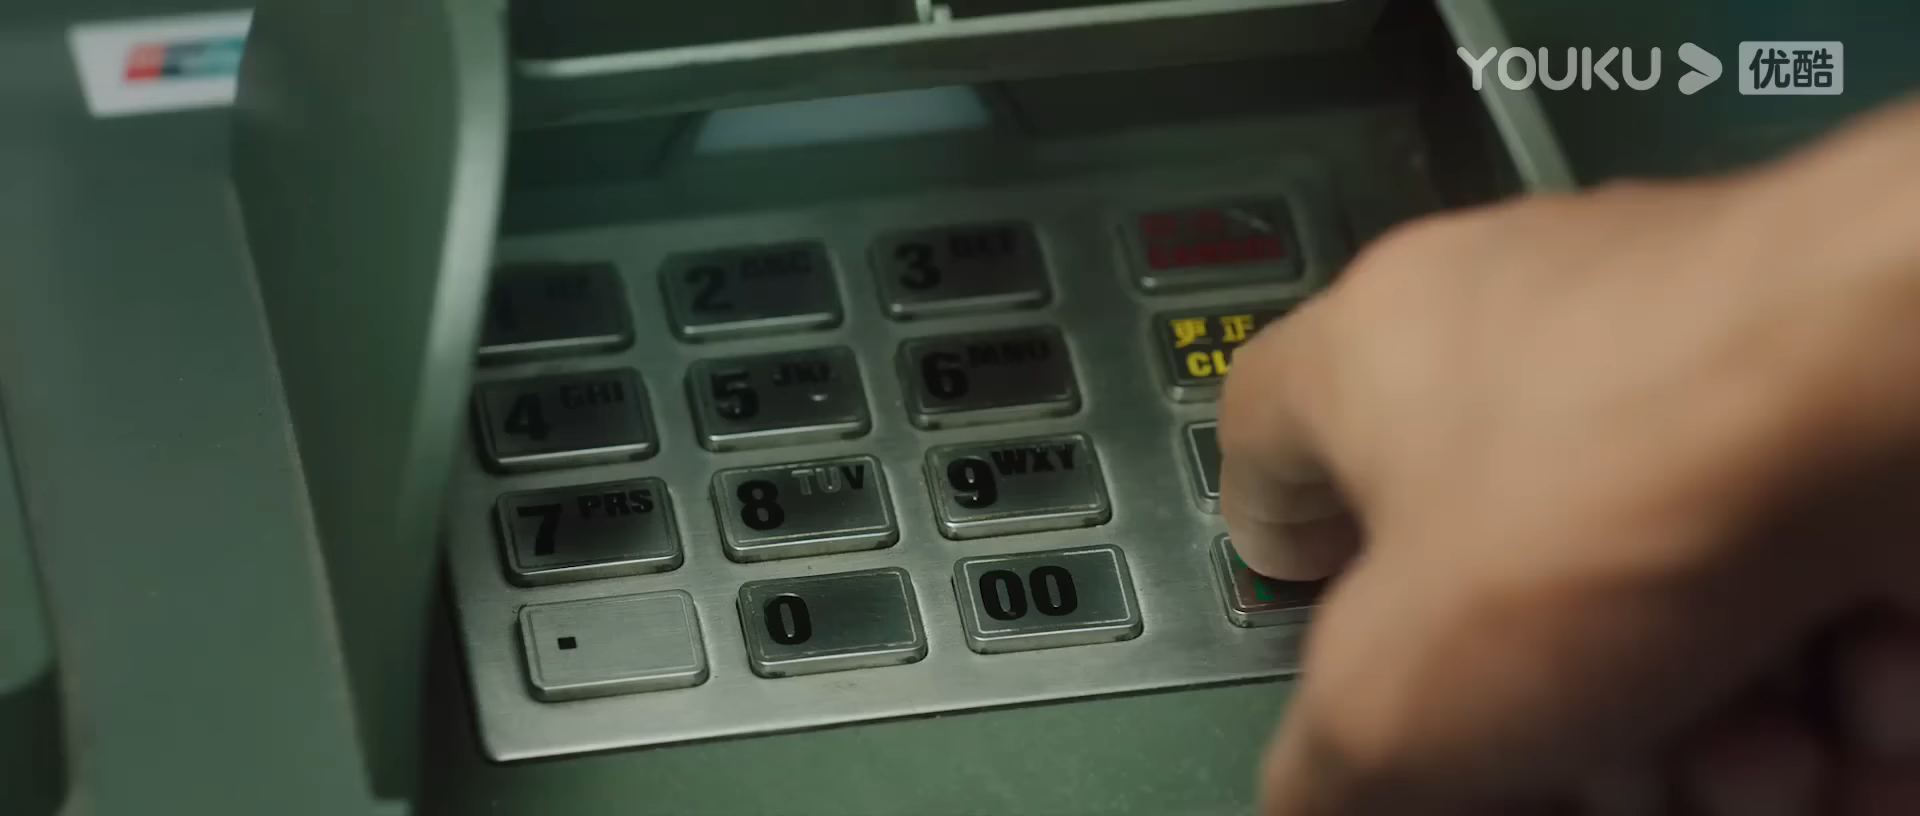 YOUKU 优酷
2 ABC
3 DEF
更正
4 GHI
5 JKL
6 MNO
CL
7 PRS
8 TUV
9 WXY
.
0
00